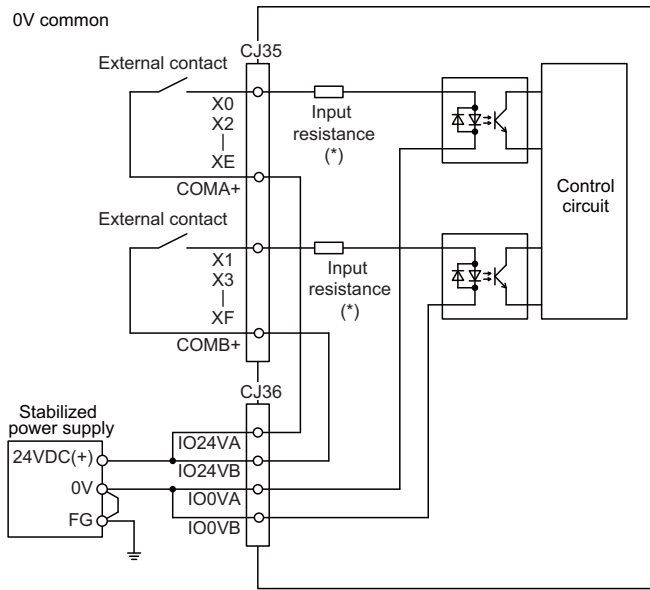 0V common
CJ35
External contact
X0
X2
|
XE
COMA+
Input
resistance
(*)
Control
circuit
External contact
X1
X3
|
XF
COMB+
Input
resistance
(*)
CJ36
Stabilized
power supply
24VDC(+)
0V
FG
IO24VA
IO24VB
IO0VA
IO0VB